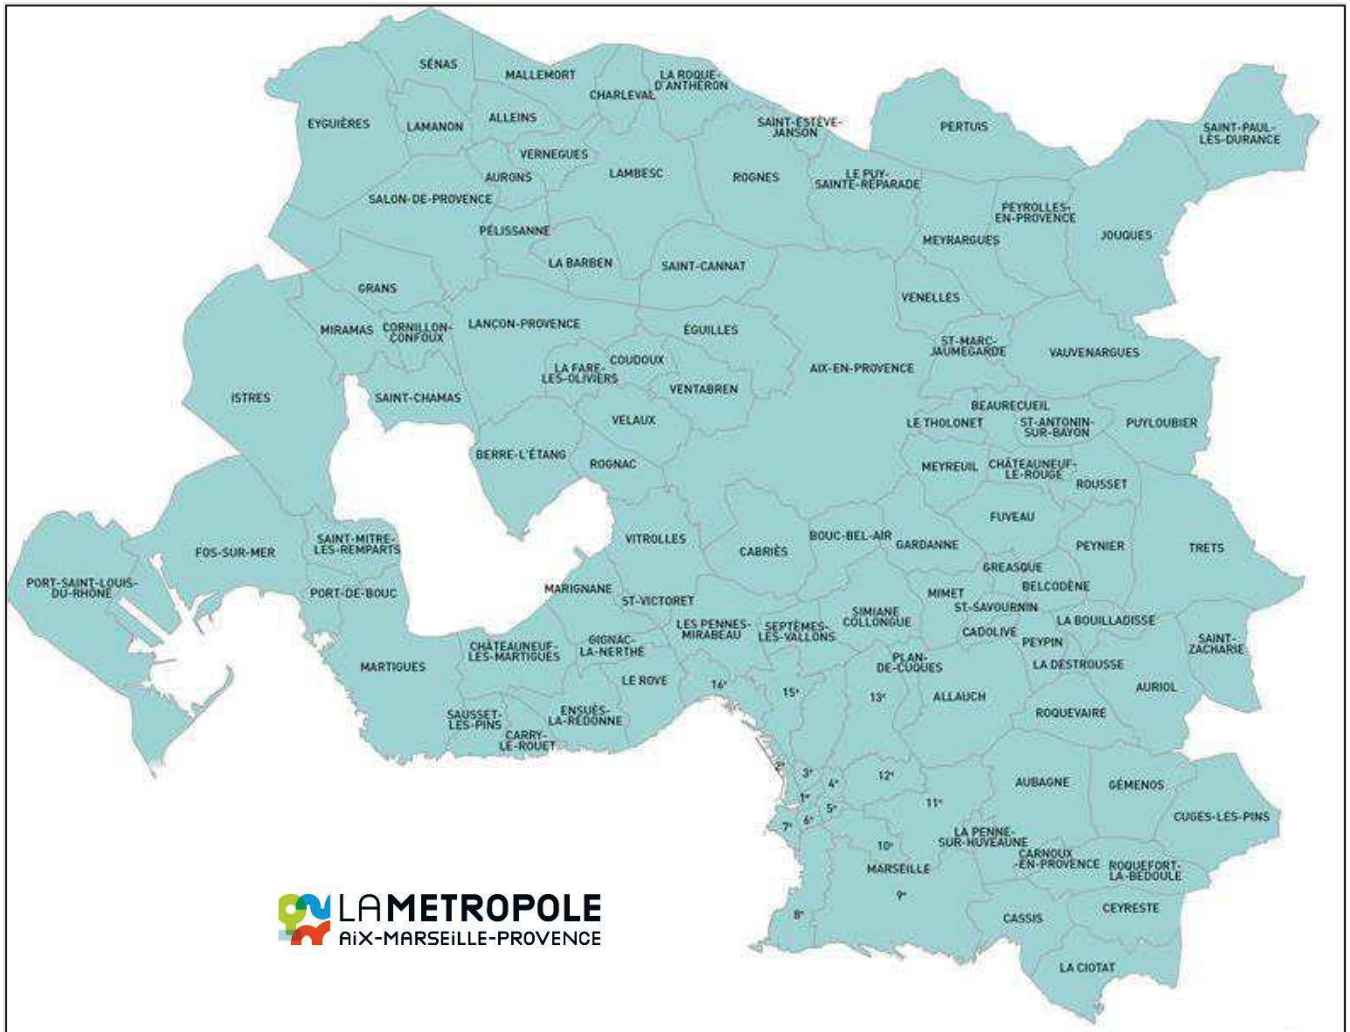 SÉNAS
MALLEMORT
CHARLEVAL
LA ROQUE-
D'ANTHÉRON
EYGUIÈRES
LAMANON
ALLEINS
SAINT-ESTÈVE-
JANSON
PERTUIS
SAINT-PAUL-
LÈS-DURANCE
VERNEGUES
AURONS
LAMBESC
ROGNES
LE PUY-
SAINTE-RÉPARADE
SALON-DE-PROVENCE
PEYROLLES-
EN-PROVENCE
PÉLISSANNE
MEYRARGUES
JOUQUES
LA BARBEN
SAINT-CANNAT
GRANS
VENELLES
MIRAMAS
CORNILLON-
CONFOUX
LANCON-PROVENCE
ÉGUILLES
ST-MARC-
JAUMEGARDE
VAUVENARGUES
COUDOUX
LA FARE-
LES-OLIVIERS
AIX-EN-PROVENCE
VENTABREN
ISTRES
SAINT-CHAMAS
BEAURECUEIL
VELAUX
LE THOLONET
ST-ANTONIN-
SUR-BAYON
PUYLOUBIER
BERRE-L'ÉTANG
ROGNAC
MEYREUIL
CHÂTEAUNEUF-
LE-ROUGE
ROUSSET
FUVEAU
FOS-SUR-MER
SAINT-MITRE-
LES-REMPARTS
VITROLLES
CABRIÈS
BOUC-BEL-AIR
GARDANNE
PEYNIER
TRETS
PORT-SAINT-LOUIS-
DU-RHÔNE
PORT-DE-BOUC
MARIGNANE
ST-VICTORET
GREASQUE
BELCODÈNE
MIMET
ST-SAVOURNIN
LES PENNES-
MIRABEAU
SEPTÈMES-
LES-VALLONS
SIMIANE
COLLONGUE
CADOLIVE
PEYPIN
LA BOUILLADISSE
SAINT-
ZACHARIE
CHÂTEAUNEUF-
LES-MARTIGUES
GIGNAC-
LA-NERTHE
MARTIGUES
LE ROVE
PLAN-
DE-CUQUES
LA DESTROUSSE
16e
15e
13e
ALLAUCH
AURIOL
SAUSSET-
LES-PINS
ENSUÈS-
LA-REDONNE
CARRY-
LE-ROUET
ROQUEVAIRE
2e
3e
4e
12e
AUBAGNE
GÉMENOS
1er
5e
11e
6e
7e
CUGES-LES-PINS
LA PENNE-
SUR-HUVEAUNE
10e
MARSEILLE
CARNOUX
-EN-PROVENCE
ROQUEFORT-
LA-BÉDOULE
9e
8e
CASSIS
CEYRESTE
LA CIOTAT
LAMETROPOLE
AiX-MARSEiLLE-PROVENCE